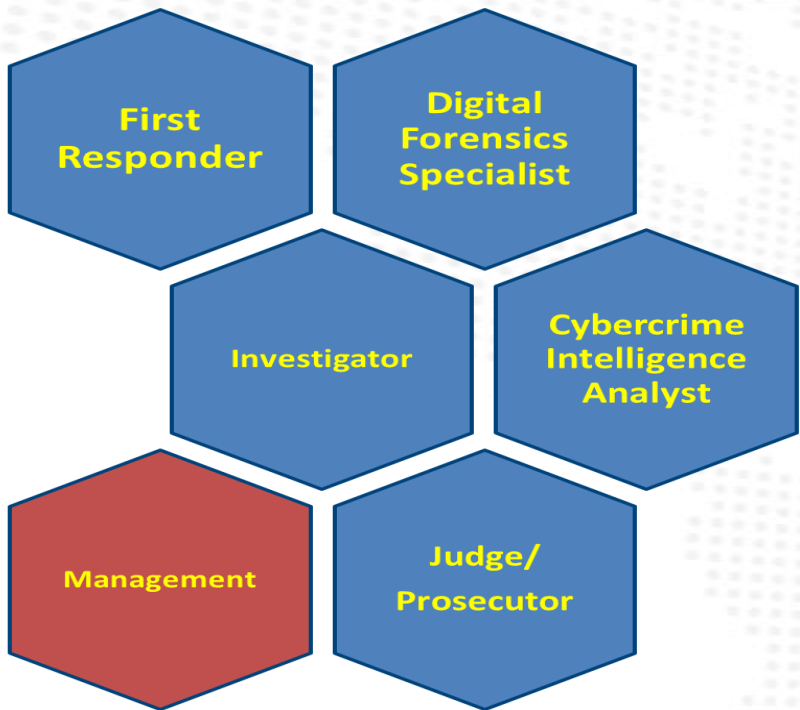 First
Responder
Digital
Forensics
Specialist
Investigator
Cybercrime
Intelligence
Analyst
Management
Judge/
Prosecutor